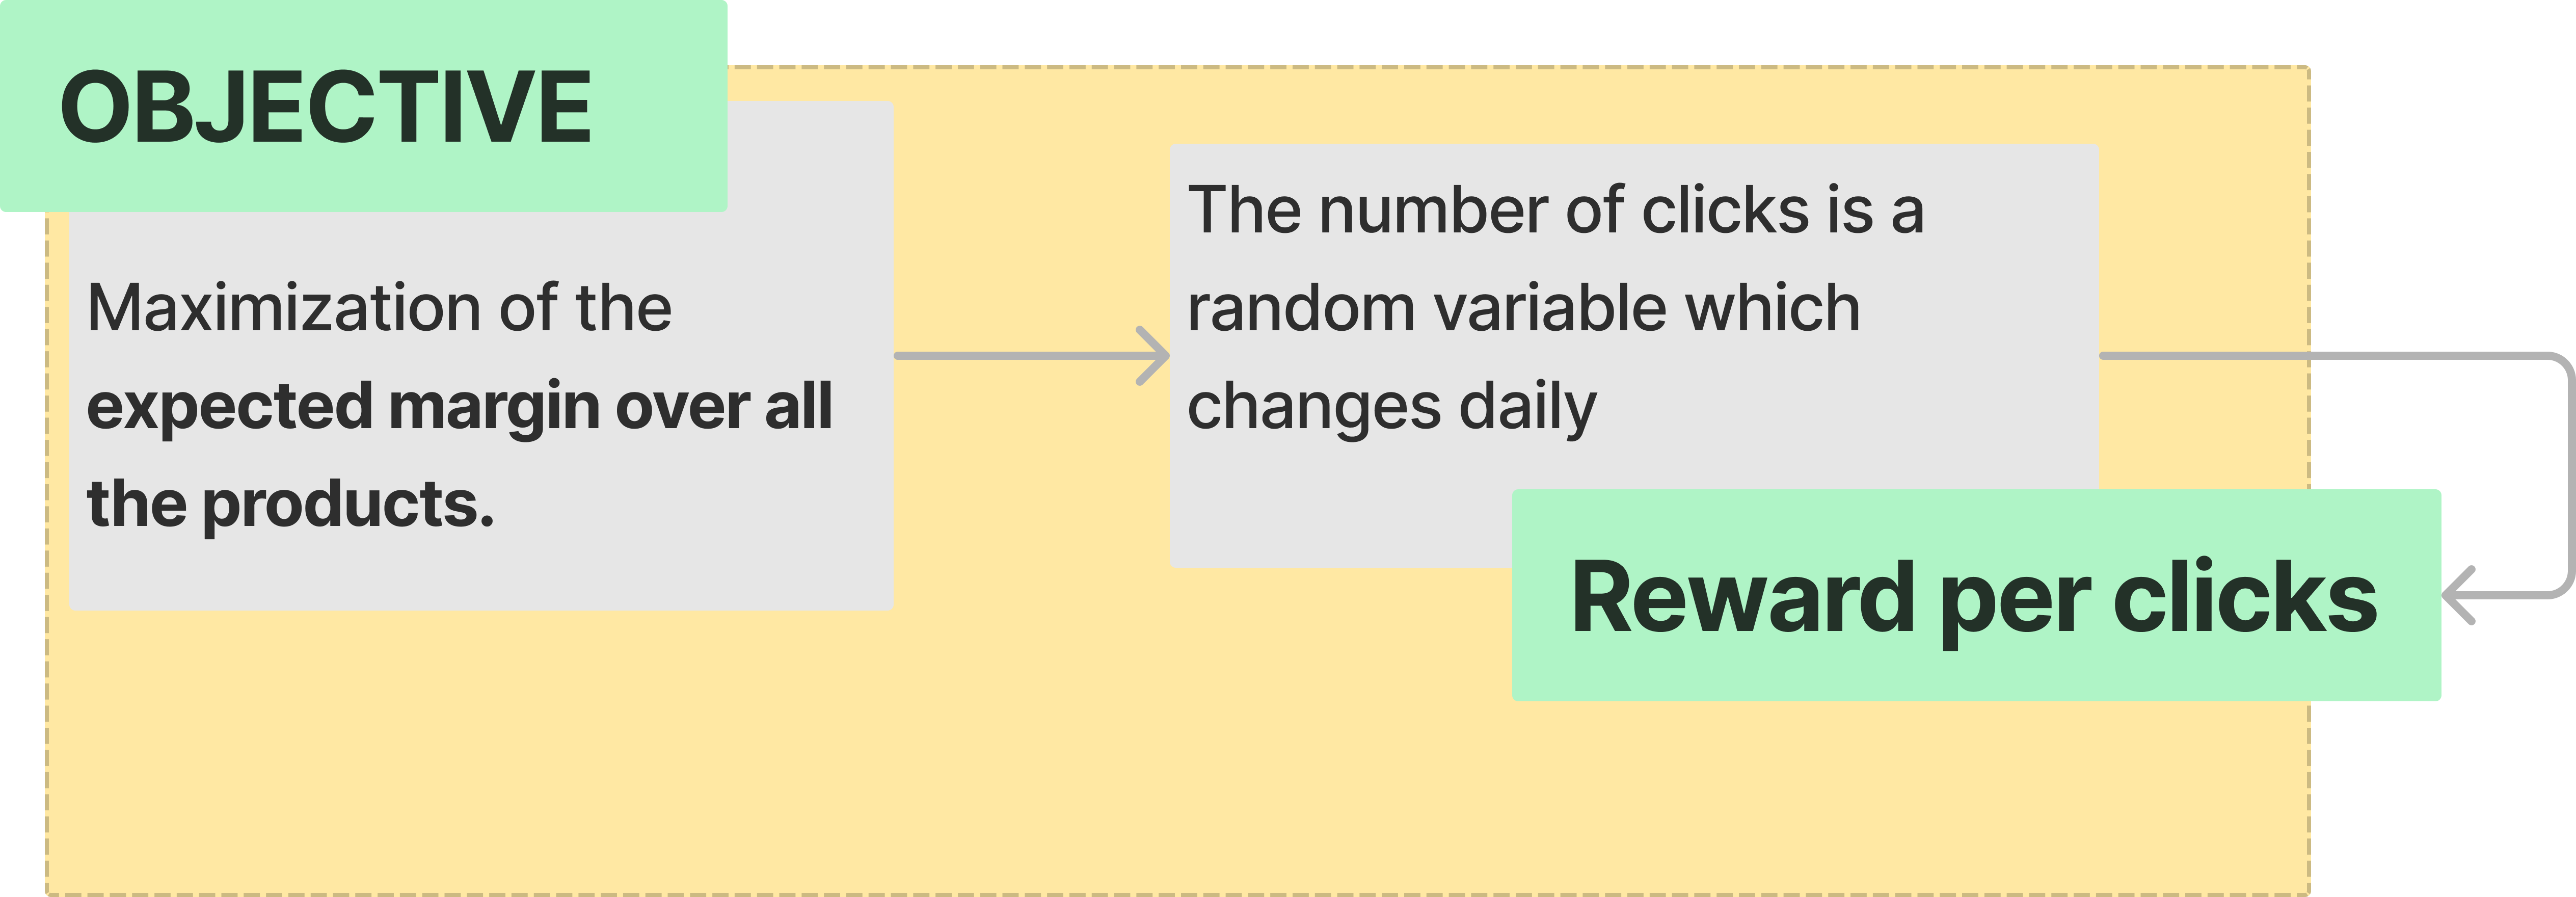 OBJECTIVE
Maximization of the
expected margin over all
the products.
The number of clicks is a
random variable which
changes daily
Reward per clicks